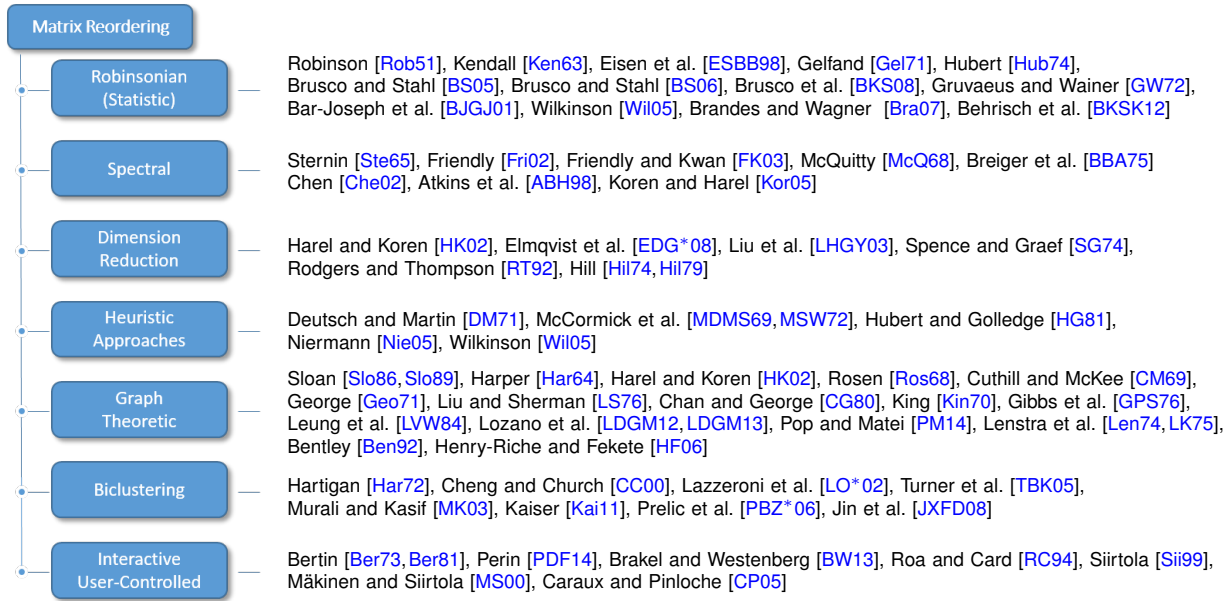 Matrix Reordering
Robinsonian
(Statistic)
Robinson [Rob51], Kendall [Ken63], Eisen et al. [ESBB98], Gelfand [Gel71], Hubert [Hub74],
Brusco and Stahl [BS05], Brusco and Stahl [BS06], Brusco et al. [BKS08], Gruvaeus and Wainer [GW72],
Bar-Joseph et al. [BJGJ01], Wilkinson [Wil05], Brandes and Wagner [Bra07], Behrisch et al. [BKSK12]
Spectral
Sternin [Ste65], Friendly [Fri02], Friendly and Kwan [FK03], McQuitty [McQ68], Breiger et al. [BBA75]
Chen [Che02], Atkins et al. [ABH98], Koren and Harel [Kor05]
Dimension
Reduction
Harel and Koren [HK02], Elmqvist et al. [EDG*08], Liu et al. [LHGY03], Spence and Graef [SG74],
Rodgers and Thompson [RT92], Hill [Hil74,Hil79]
Heuristic
Approaches
Deutsch and Martin [DM71], McCormick et al. [MDMS69,MSW72], Hubert and Golledge [HG81],
Niermann [Nie05], Wilkinson [Wil05]
Graph
Theoretic
Sloan [Slo86,Slo89], Harper [Har64], Harel and Koren [HK02], Rosen [Ros68], Cuthill and McKee [CM69],
George [Geo71], Liu and Sherman [LS76], Chan and George [CG80], King [Kin70], Gibbs et al. [GPS76],
Leung et al. [LVW84], Lozano et al. [LDGM12,LDGM13], Pop and Matei [PM14], Lenstra et al. [Len74,LK75],
Bentley [Ben92], Henry-Riche and Fekete [HF06]
Biclustering
Hartigan [Har72], Cheng and Church [CC00], Lazzeroni et al. [LO*02], Turner et al. [TBK05],
Murali and Kasif [MK03], Kaiser [Kai11], Prelic et al. [PBZ*06], Jin et al. [JXFD08]
Interactive
User-Controlled
Bertin [Ber73,Ber81], Perin [PDF14], Brakel and Westenberg [BW13], Roa and Card [RC94], Siirtola [Sii99],
Mäkinen and Siirtola [MS00], Caraux and Pinloche [CP05]